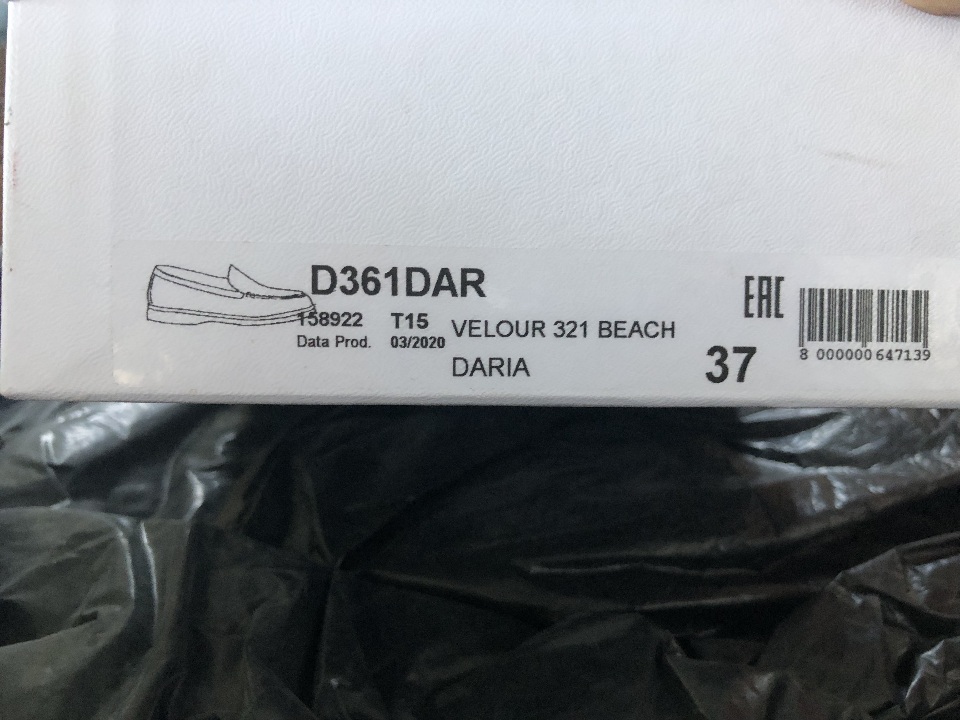 D361DAR
158922 T15 VELOUR 321 BEACH
Data Prod. 03/2020
DARIA
37
EAC
8 000000 647139